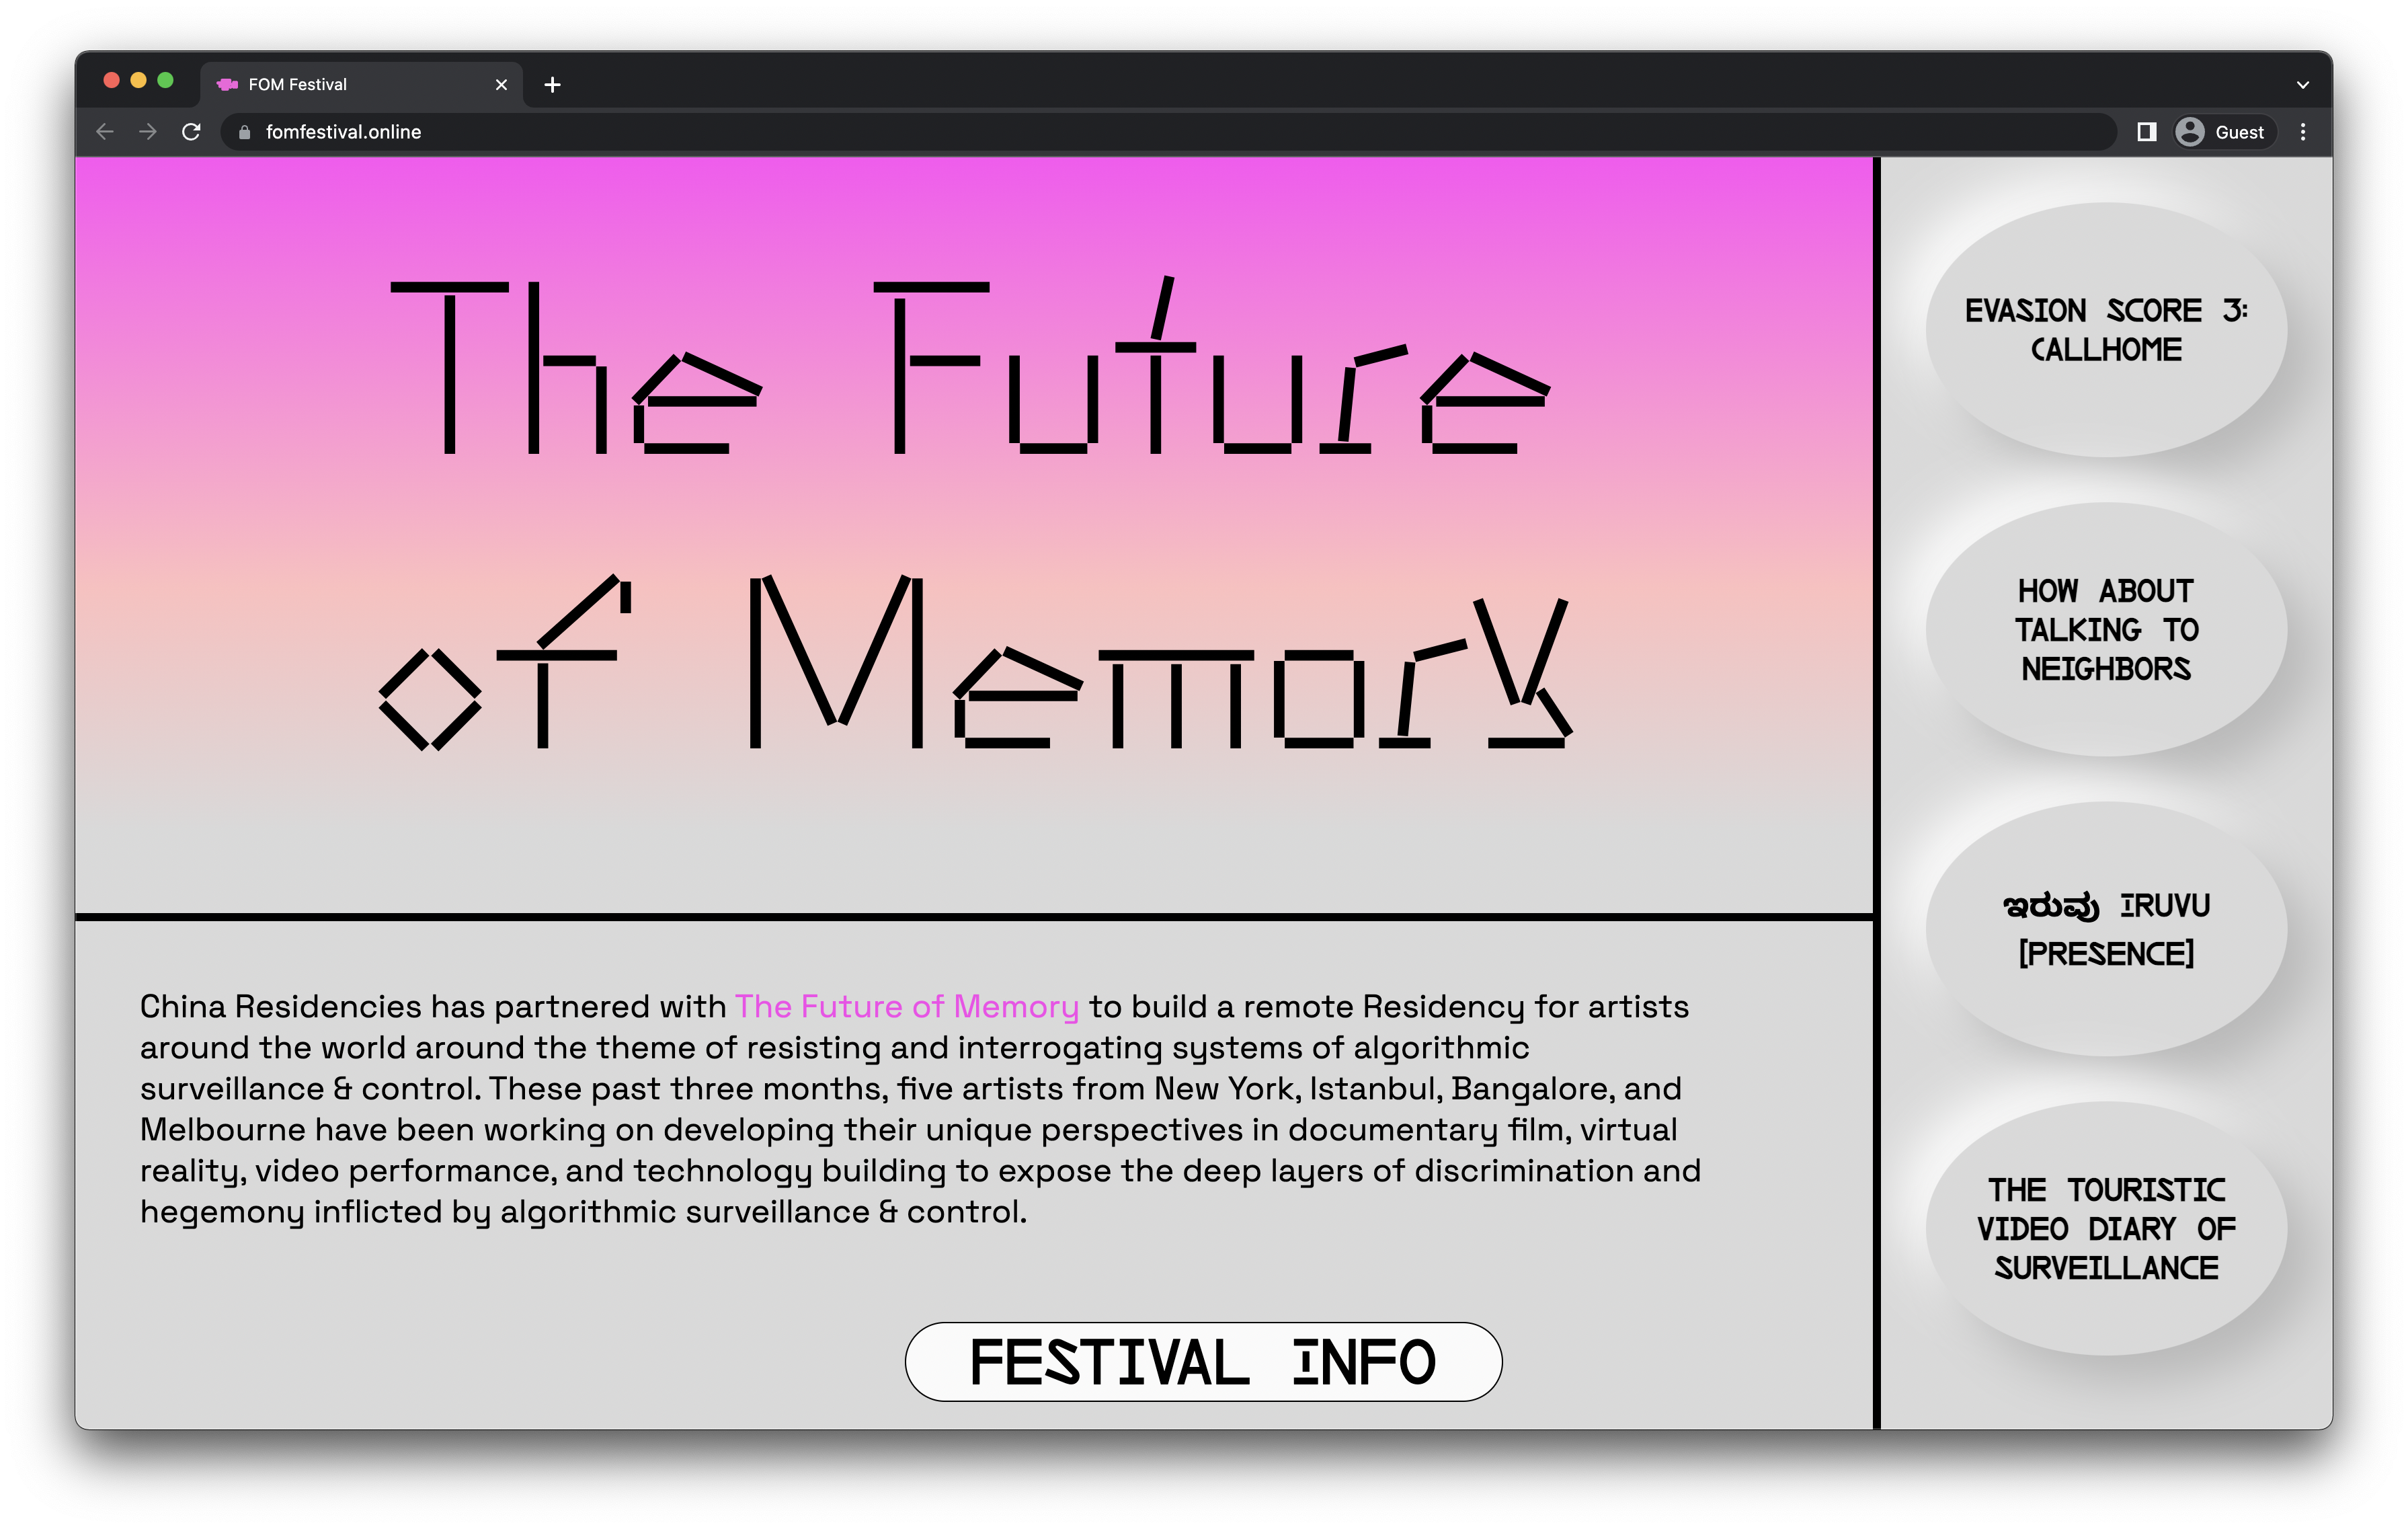 FOM Festival
fomfestival.online
Guest
The Future
of Memory
China Residencies has partnered with The Future of Memory to build a remote Residency for artists
around the world around the theme of resisting and interrogating systems of algorithmic
surveillance & control. These past three months, five artists from New York, Istanbul, Bangalore, and
Melbourne have been working on developing their unique perspectives in documentary film, virtual
reality, video performance, and technology building to expose the deep layers of discrimination and
hegemony inflicted by algorithmic surveillance & control.
FESTIVAL INFO
EVASION SCORE 3:
CALLHOME
HOW ABOUT
TALKING TO
NEIGHBORS
ಇರುವು IRUVU
[PRESENCE]
THE TOURISTIC
VIDEO DIARY OF
SURVEILLANCE